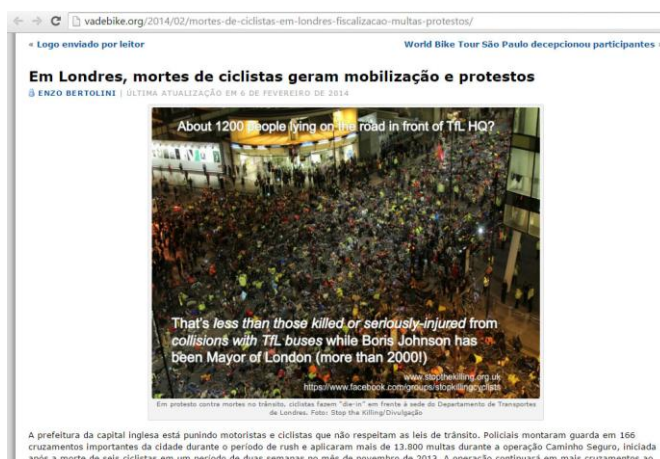 vadebike.org/2014/02/mortes-de-ciclistas-em-londres-fiscalizacao-multas-protestos/
« Logo enviado por leitor
World Bike Tour São Paulo decepcionou participantes »
Em Londres, mortes de ciclistas geram mobilização e protestos
ENZO BERTOLINI | ÚLTIMA ATUALIZAÇÃO EM 6 DE FEVEREIRO DE 2014
About 1200 people lying on the road in front of TfL HQ?
That's less than those killed or seriously-injured from
collisions with TfL buses while Boris Johnson has
been Mayor of London (more than 2000!)
www.stopthekilling.org.uk
https://www.facebook.com/groups/stopkillingcyclists
Em protesto contra mortes no trânsito, ciclistas fazem "die-in" em frente à sede do Departamento de Transportes
de Londres. Foto: Stop the Killing/Divulgação
A prefeitura da capital inglesa está punindo motoristas e ciclistas que não respeitam as leis de trânsito. Policiais montaram guarda em 166
cruzamentos importantes da cidade durante o período de rush e aplicaram mais de 13.800 multas durante a operação Caminho Seguro, iniciada
após a morte de seis ciclistas em um período de duas semanas no mês de novembro de 2013. A operação continuará em mais cruzamentos ao